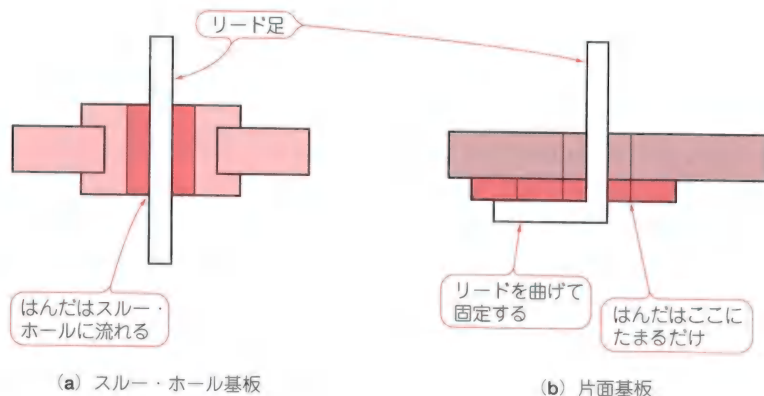 リード足
はんだはスルー・
ホールに流れる
リードを曲げて
固定する
はんだはここに
たまるだけ
(a) スルー・ホール基板
(b) 片面基板